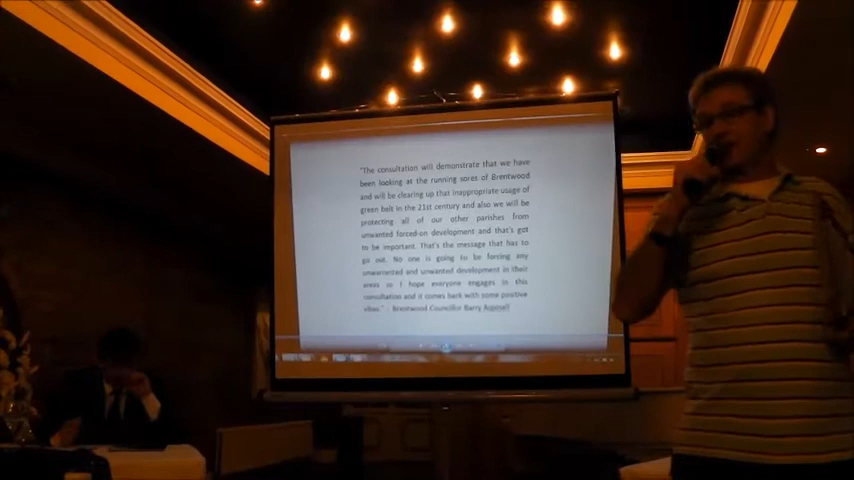 "The consultation will demonstrate that we have
been looking at the running sores of Brentwood
and will be clearing up that inappropriate usage of
green belt in the 21st century and also we will be
protecting all of our other parishes from
unwanted forced-on development and that's got
to be important. That's the message that has to
go out. No one is going to be forcing any
unwarranted and unwanted development in their
areas so I hope everyone engages in this
consultation and it comes back with some positive
vibes." - Brentwood Councillor Barry Aspinell